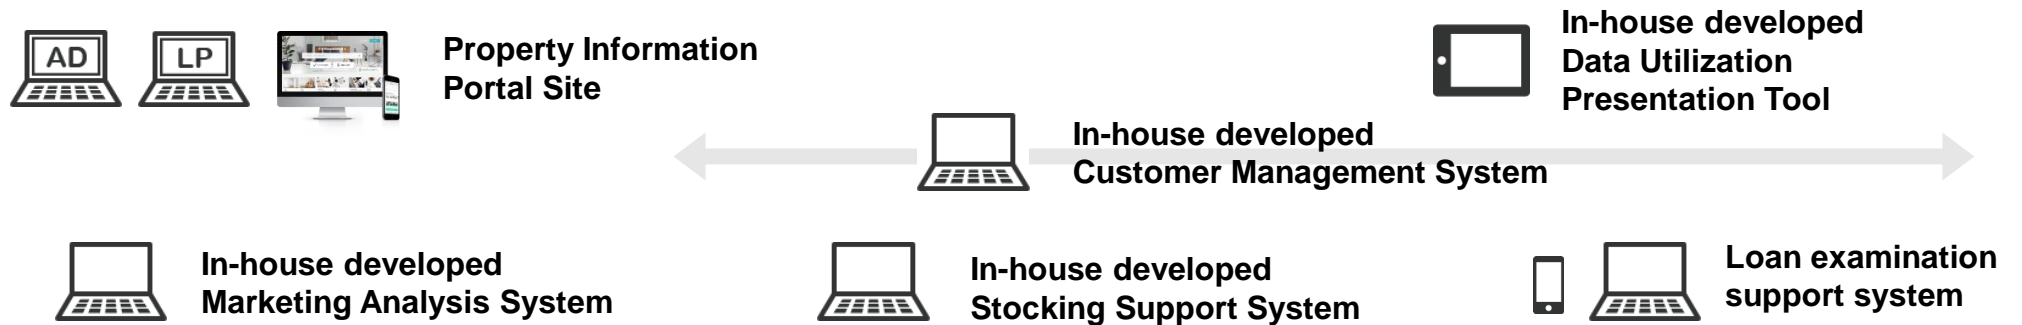 AD
LP
Property Information
Portal Site
In-house developed
Data Utilization
Presentation Tool
In-house developed
Customer Management System
In-house developed
Marketing Analysis System
In-house developed
Stocking Support System
Loan examination
support system